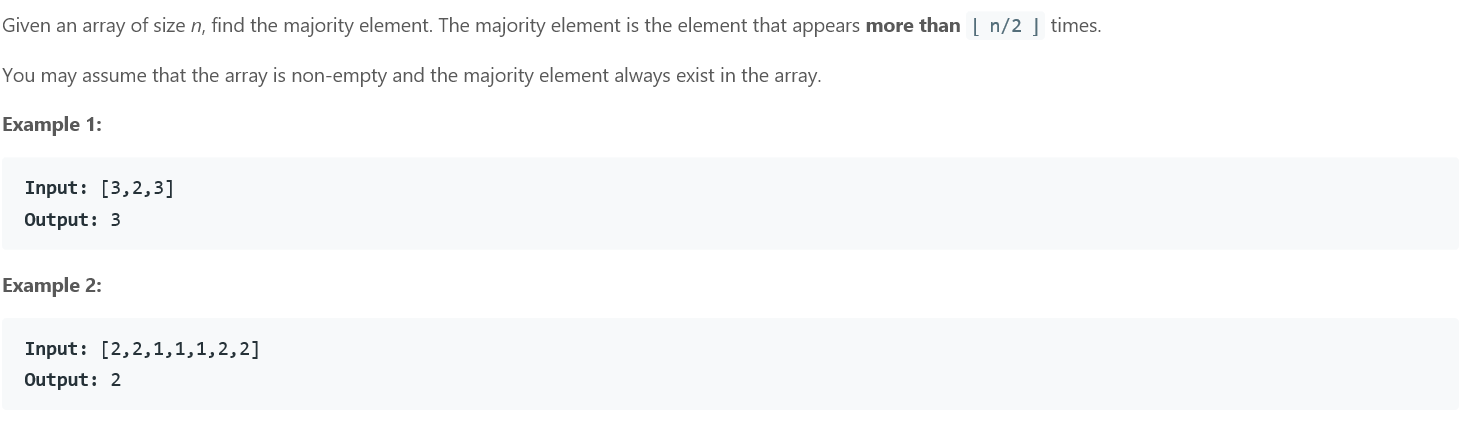 Given an array of size n, find the majority element. The majority element is the element that appears more than ⌊ n/2 ⌋ times.
You may assume that the array is non-empty and the majority element always exist in the array.
Example 1:
Input: [3,2,3]
Output: 3
Example 2:
Input: [2,2,1,1,1,2,2]
Output: 2